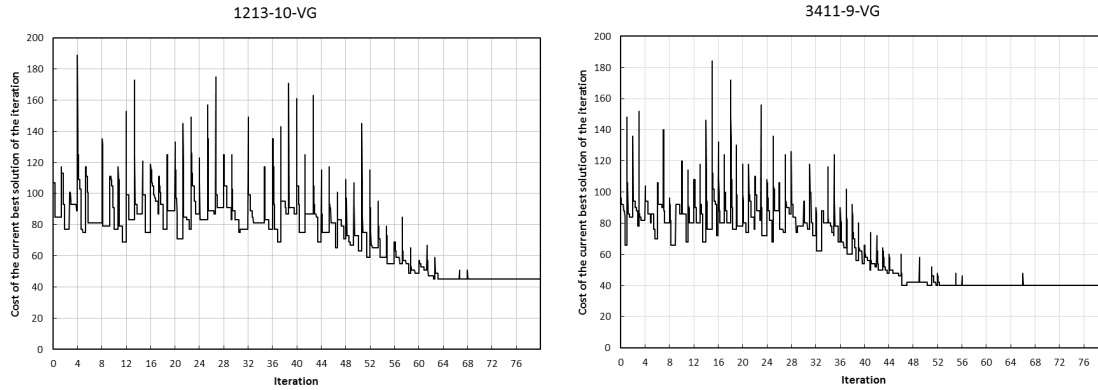 1213-10-VG
Cost of the current best solution of the iteration
200
180
160
140
120
100
80
60
40
20
0
0 4 8 12 16 20 24 28 32 36 40 44 48 52 56 60 64 68 72 76
Iteration
3411-9-VG
Cost of the current best solution of the iteration
200
180
160
140
120
100
80
60
40
20
0
0 4 8 12 16 20 24 28 32 36 40 44 48 52 56 60 64 68 72 76
Iteration